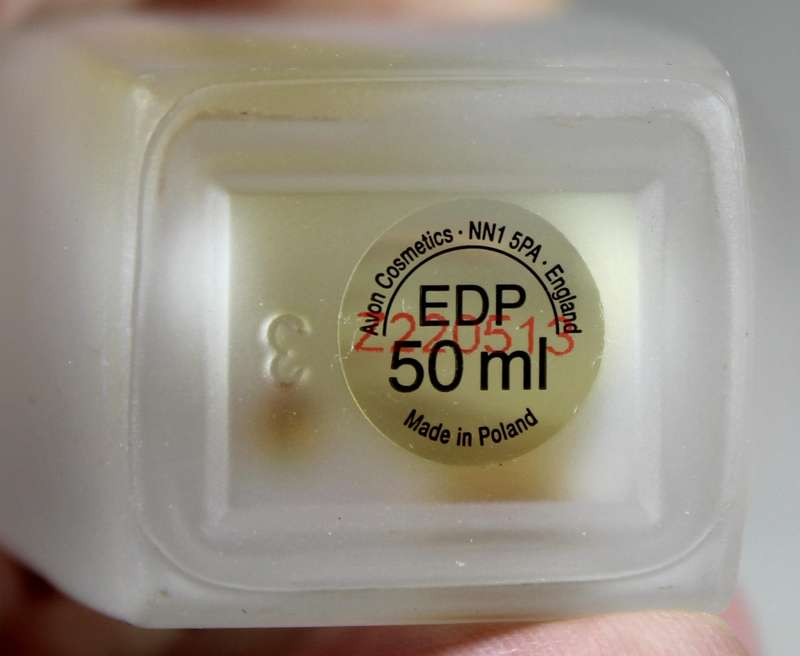 Avon Cosmetics · NN1 5PA · England
EDP
Z220513
50 ml
Made in Poland
3